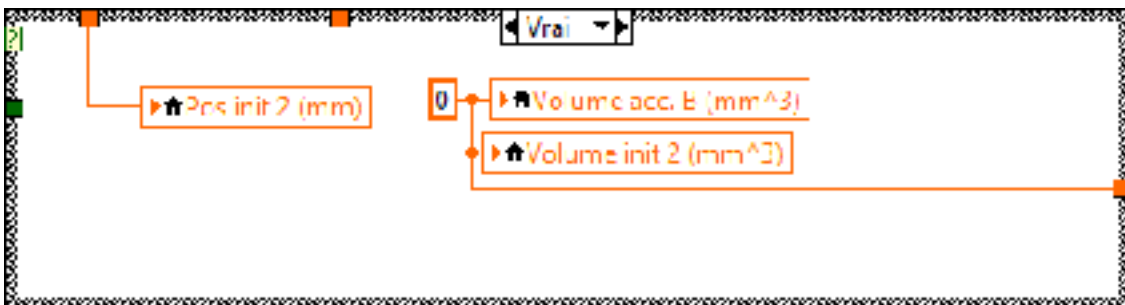 Vrai
?
Pos init 2 (mm)
0
Volume acc. B (mm^3)
Volume init 2 (mm^3)